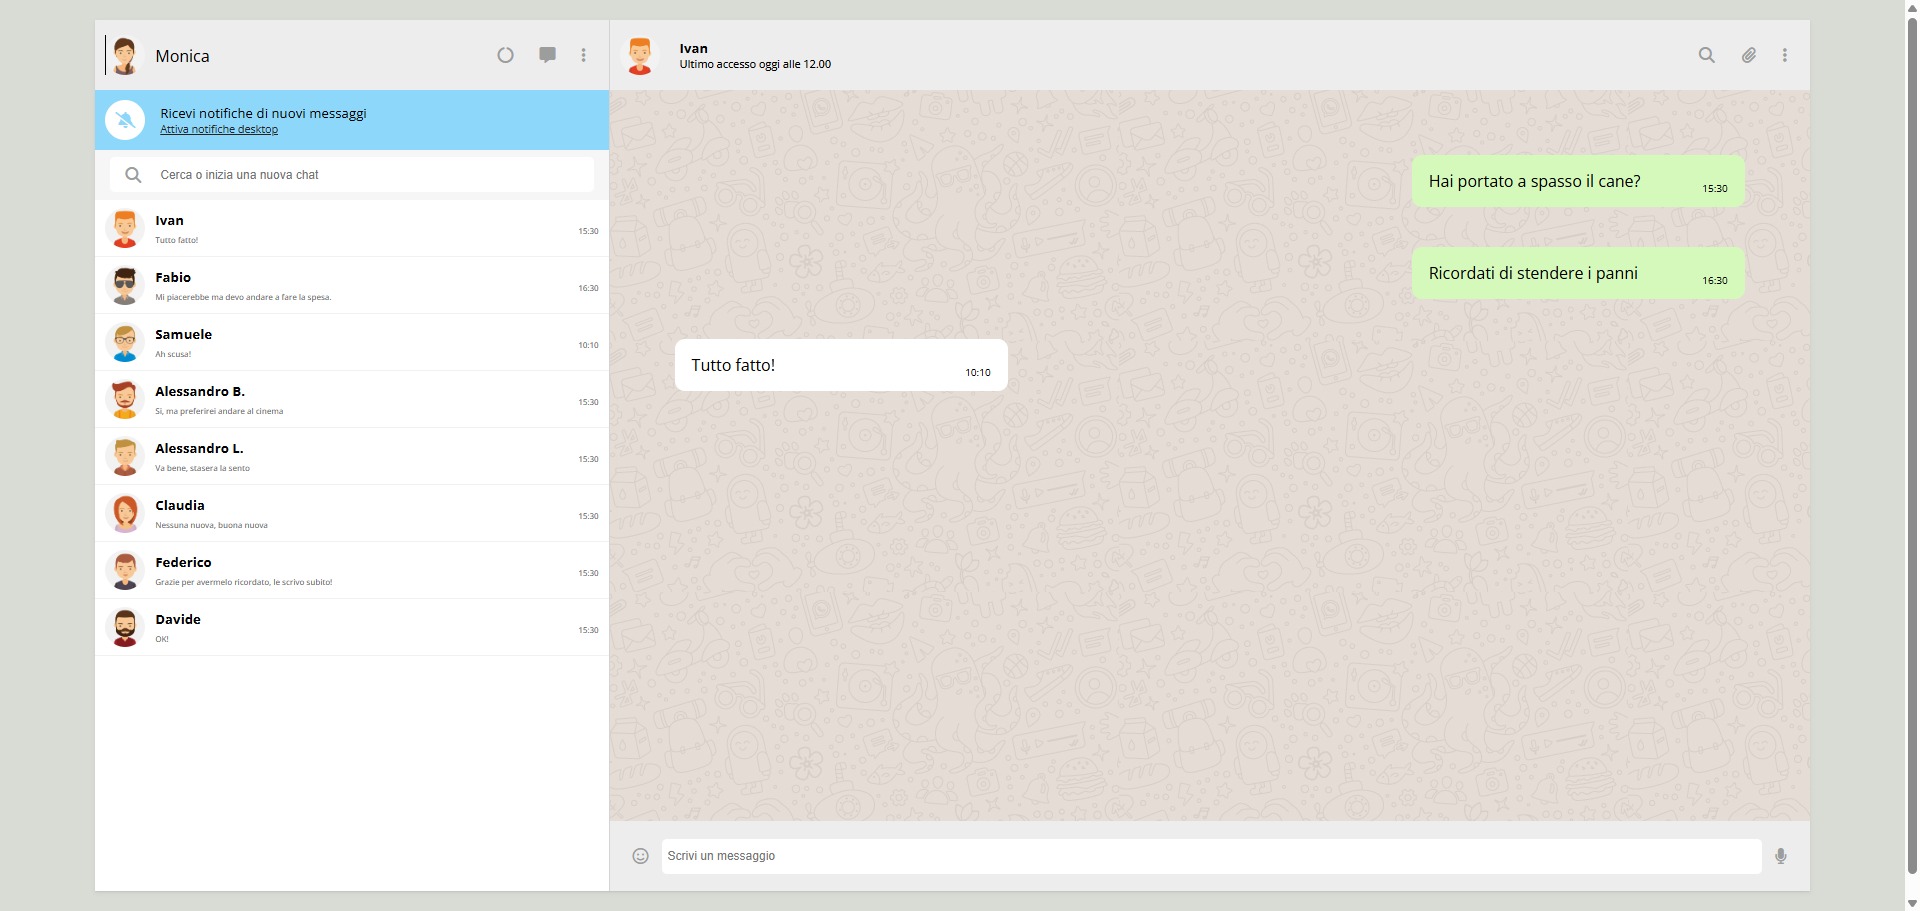 Monica
Ricevi notifiche di nuovi messaggi
Attiva notifiche desktop
Cerca o inizia una nuova chat
Ivan
Tutto fatto!
15:30
Fabio
Mi piacerebbe ma devo andare a fare la spesa.
16:30
Samuele
Ah scusa!
10:10
Alessandro B.
Si, ma preferirei andare al cinema
15:30
Alessandro L.
Va bene, stasera la sento
15:30
Claudia
Nessuna nuova, buona nuova
15:30
Federico
Grazie per avermelo ricordato, le scrivo subito!
15:30
Davide
OK!
15:30
Ivan
Ultimo accesso oggi alle 12.00
Hai portato a spasso il cane?
15:30
Ricordati di stendere i panni
16:30
Tutto fatto!
10:10
Scrivi un messaggio